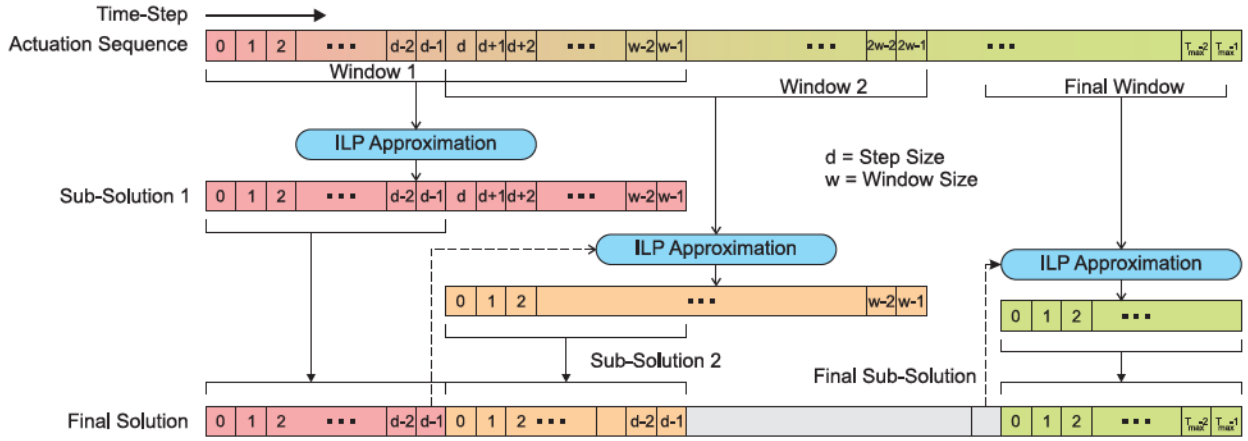 Time-Step
Actuation Sequence 0 1 2 ... d-2 d-1 d d+1 d+2 ... w-2 w-1 ... 2w-2 2w-1 ... Tmax-2 Tmax-1
Window 1
Window 2
Final Window
ILP Approximation
d = Step Size
w = Window Size
Sub-Solution 1 0 1 2 ... d-2 d-1 d d+1 d+2 ... w-2 w-1
ILP Approximation
ILP Approximation
0 1 2 ... w-2 w-1
0 1 2 ...
Sub-Solution 2
Final Sub-Solution
Final Solution 0 1 2 ... d-2 d-1 0 1 2 ... d-2 d-1 0 1 2 ... Tmax-2 Tmax-1